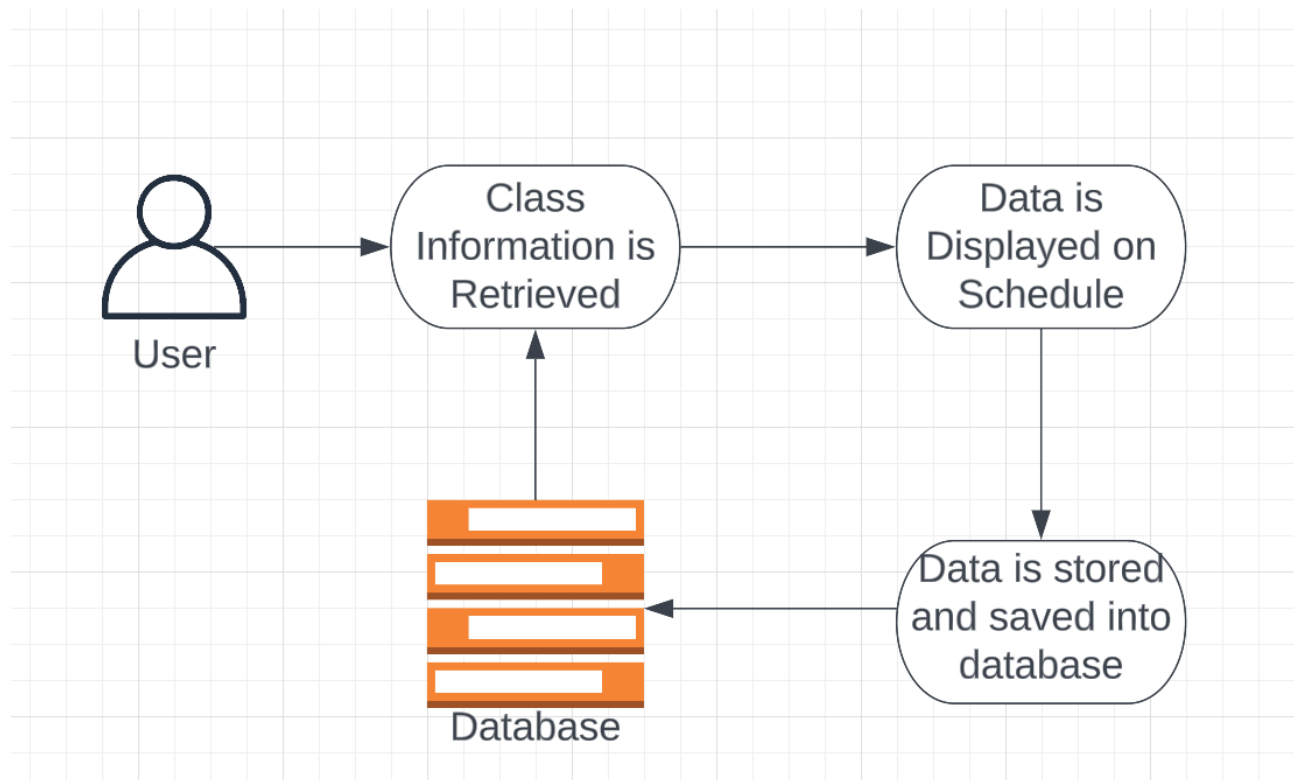 Class
Information is
Retrieved
Data is
Displayed on
Schedule
User
Data is stored
and saved into
database
Database